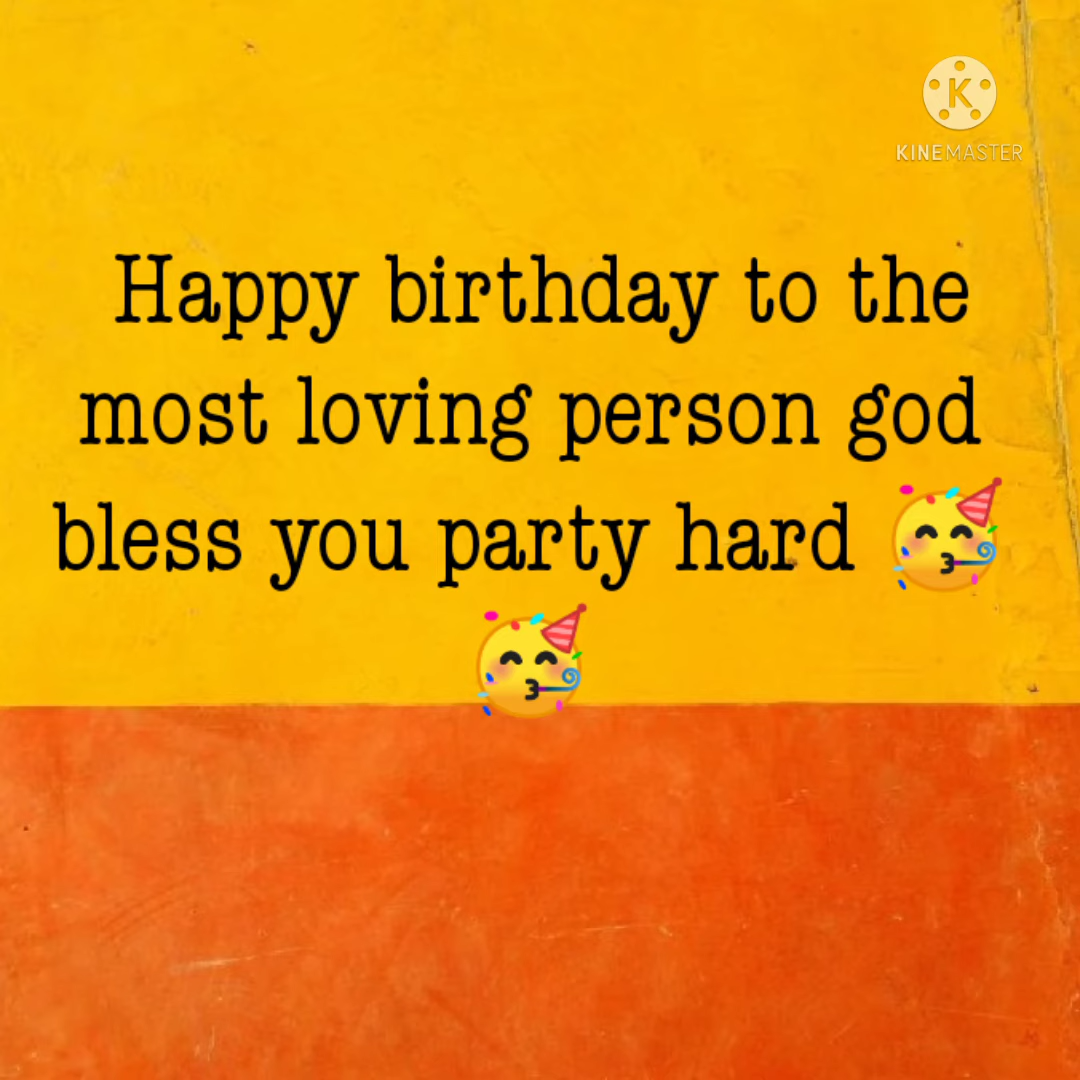 KINEMASTER
Happy birthday to the
most loving person god
bless you party hard 🥳
🥳